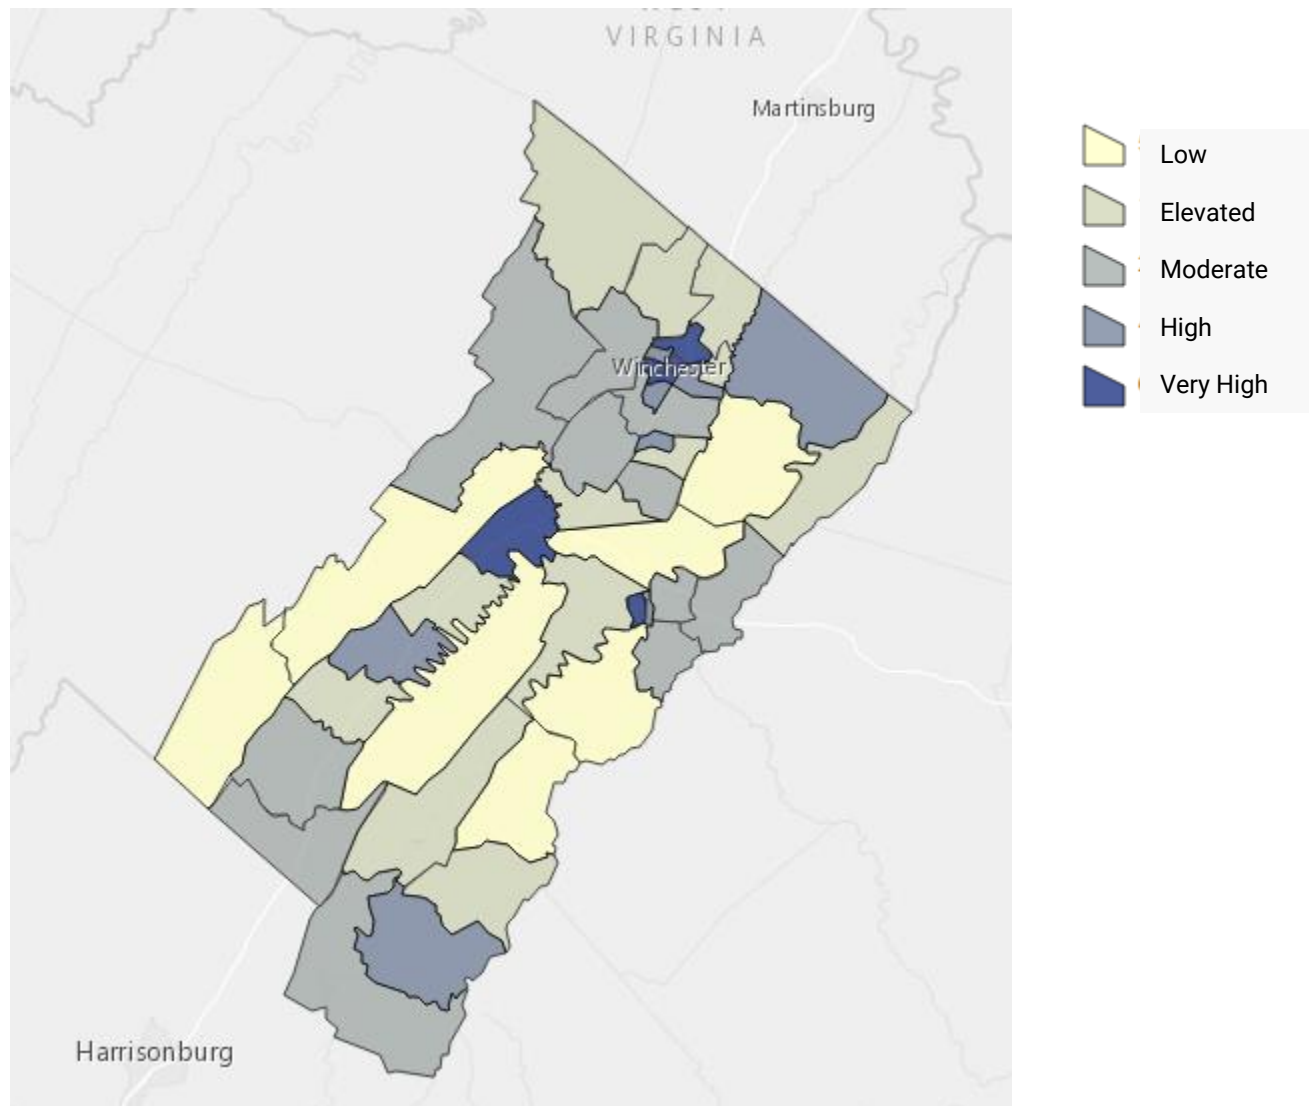 VIRGINIA
Martinsburg
Winchester
Harrisonburg
Low
Elevated
Moderate
High
Very High